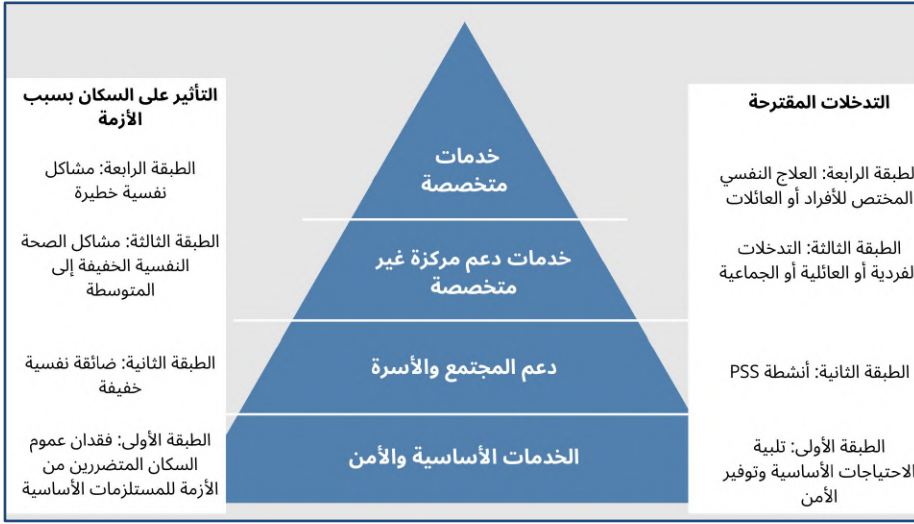 التدخلات المقترحة
لطبقة الرابعة: العلاج النفسي
المختص للأفراد أو العائلات
الطبقة الثالثة: التدخلات
لفردية أو العائلية أو الجماعية
الطبقة الثانية: أنشطة PSS
الطبقة الأولى: تلبية
الاحتياجات الأساسية وتوفير
الأمن
خدمات
متخصصة
خدمات دعم مركزة غير
متخصصة
دعم المجتمع والأسرة
الخدمات الأساسية والأمن
التأثير على السكان بسبب
الأزمة
الطبقة الرابعة: مشاكل
نفسية خطيرة
الطبقة الثالثة: مشاكل الصحة
النفسية الخفيفة إلى
المتوسطة
الطبقة الثانية: ضائقة نفسية
خفيفة
الطبقة الأولى: فقدان عموم
السكان المتضررين من
الأزمة للمستلزمات الأساسية